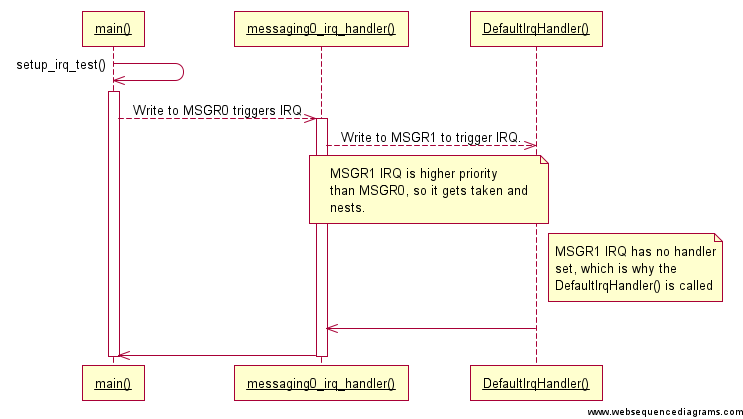 main()
messaging0_irq_handler()
DefaultIrqHandler()
setup_irq_test()
Write to MSGR0 triggers IRQ
Write to MSGR1 to trigger IRQ.
MSGR1 IRQ is higher priority
than MSGR0, so it gets taken and
nests.
MSGR1 IRQ has no handler
set, which is why the
DefaultIrqHandler() is called
main()
messaging0_irq_handler()
DefaultIrqHandler()
www.websequencediagrams.com